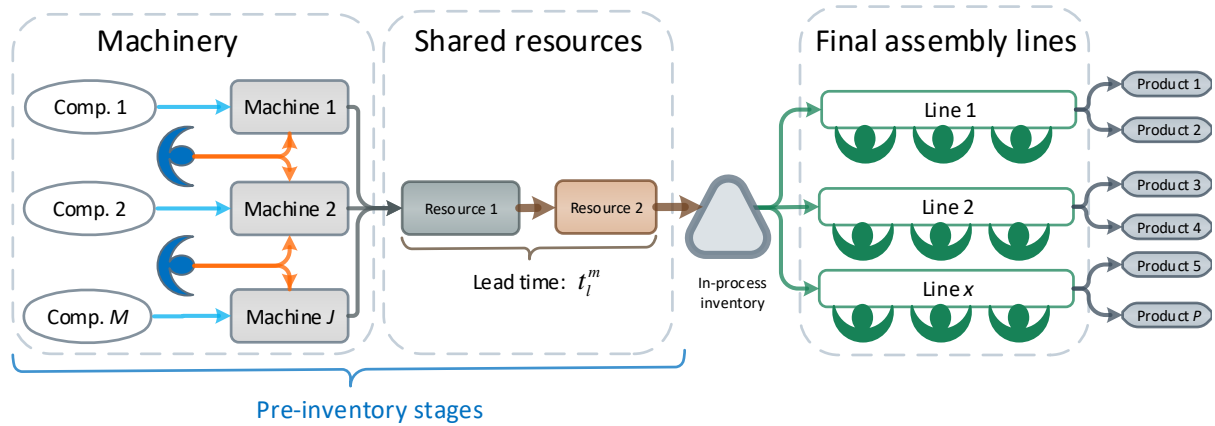 Machinery
Shared resources
Final assembly lines
Comp. 1
Machine 1
Comp. 2
Machine 2
Comp. M
Machine J
Resource 1
Resource 2
Lead time: t_l^m
In-process
inventory
Line 1
Line 2
Line x
Product 1
Product 2
Product 3
Product 4
Product 5
Product P
Pre-inventory stages